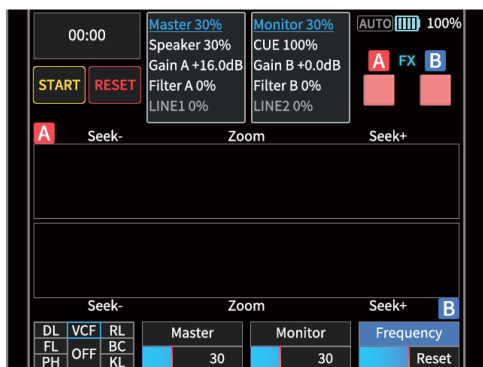 00:00
START RESET
Master 30%
Speaker 30%
Gain A +16.0dB
Filter A 0%
LINE1 0%
Monitor 30%
CUE 100%
Gain B +0.0dB
Filter B 0%
LINE2 0%
AUTO 100%
A FX B
A Seek- Zoom Seek+
Seek- Zoom Seek+ B
DL VCF RL
FL OFF BC
PH KL
Master Monitor Frequency
30 30 Reset